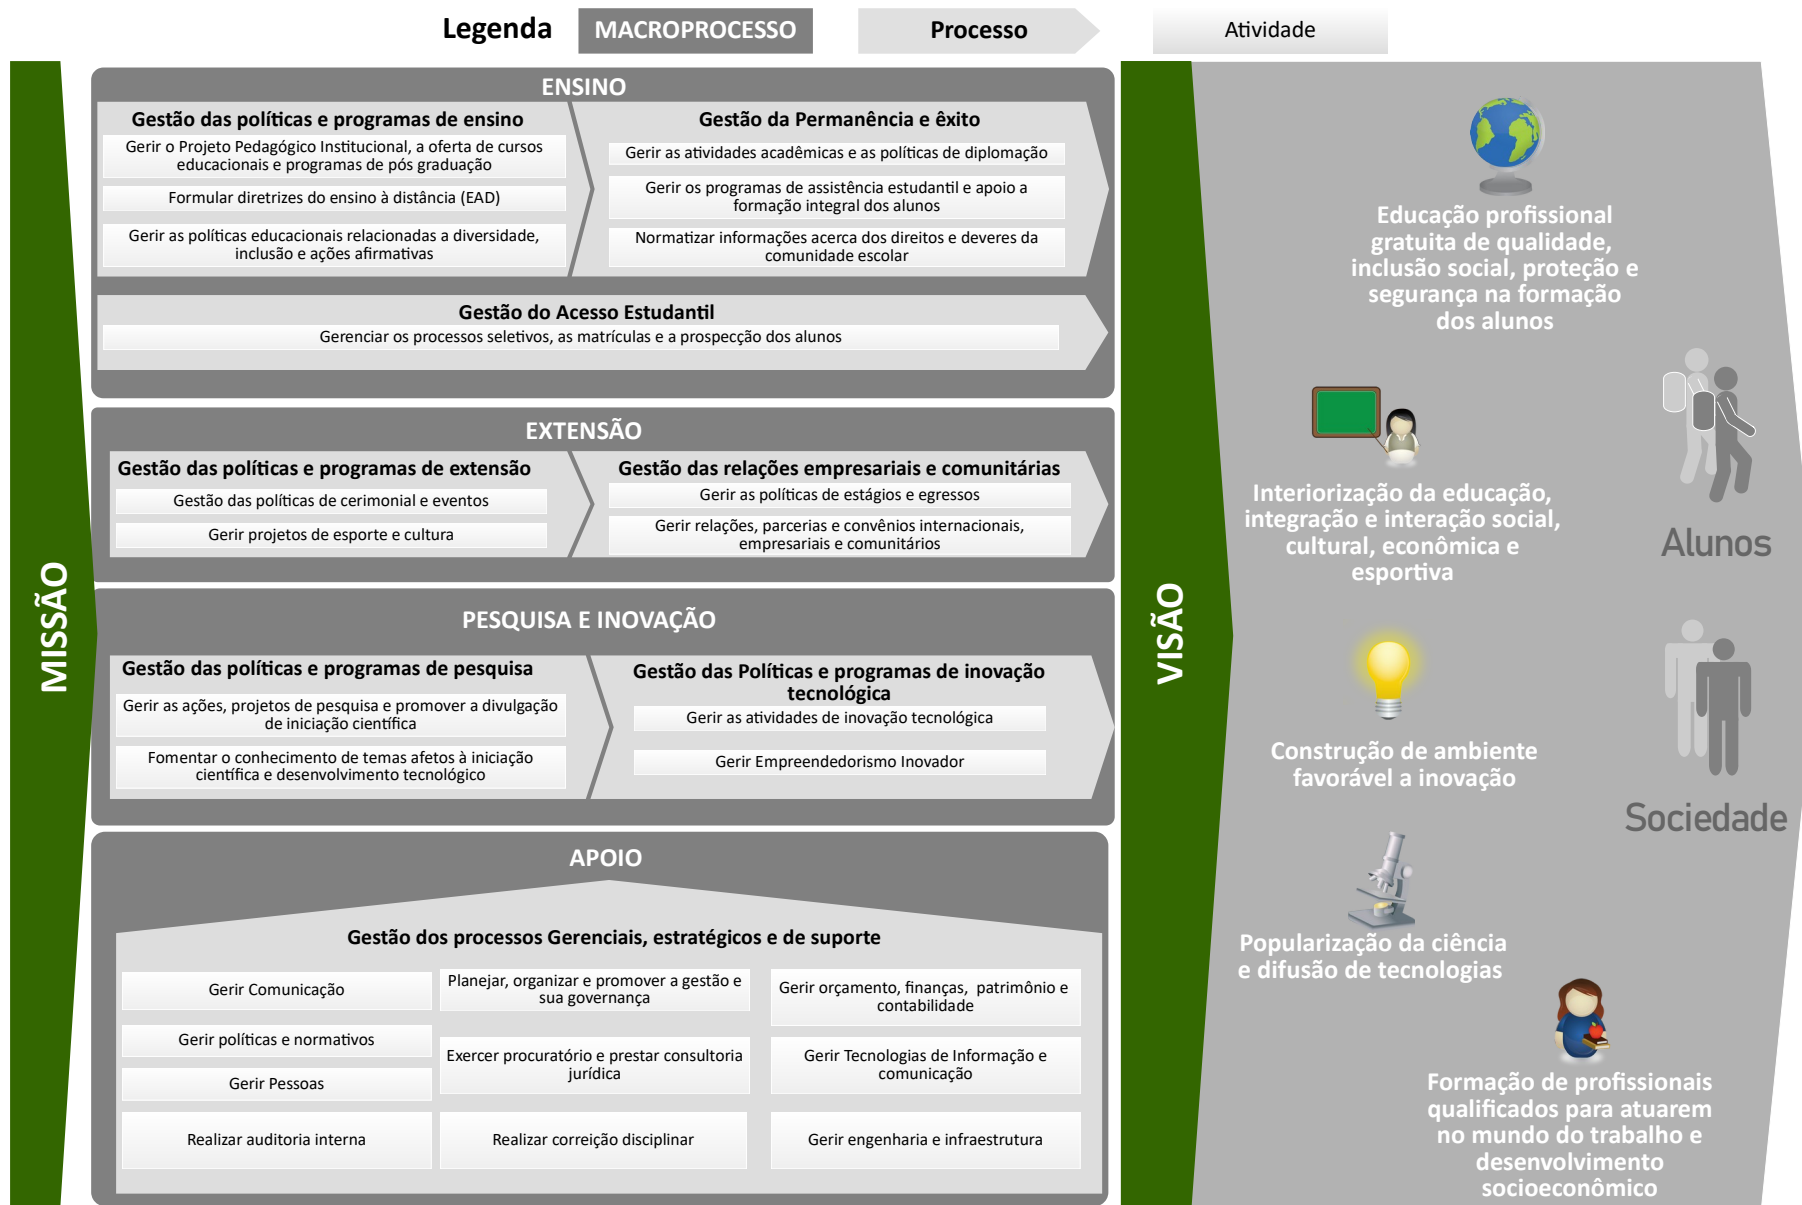 Legenda
MACROPROCESSO
Processo
Atividade
MISSÃO
ENSINO
Gestão das políticas e programas de ensino
Gerir o Projeto Pedagógico Institucional, a oferta de cursos
educacionais e programas de pós graduação
Formular diretrizes do ensino à distância (EAD)
Gerir as políticas educacionais relacionadas a diversidade,
inclusão e ações afirmativas
Gestão da Permanência e êxito
Gerir as atividades acadêmicas e as políticas de diplomação
Gerir os programas de assistência estudantil e apoio a
formação integral dos alunos
Normatizar informações acerca dos direitos e deveres da
comunidade escolar
Gestão do Acesso Estudantil
Gerenciar os processos seletivos, as matrículas e a prospecção dos alunos
EXTENSÃO
Gestão das políticas e programas de extensão
Gestão das políticas de cerimonial e eventos
Gerir projetos de esporte e cultura
Gestão das relações empresariais e comunitárias
Gerir as políticas de estágios e egressos
Gerir relações, parcerias e convênios internacionais,
empresariais e comunitários
PESQUISA E INOVAÇÃO
Gestão das políticas e programas de pesquisa
Gerir as ações, projetos de pesquisa e promover a divulgação
de iniciação científica
Fomentar o conhecimento de temas afetos à iniciação
científica e desenvolvimento tecnológico
Gestão das Políticas e programas de inovação
tecnológica
Gerir as atividades de inovação tecnológica
Gerir Empreendedorismo Inovador
APOIO
Gestão dos processos Gerenciais, estratégicos e de suporte
Gerir Comunicação
Gerir políticas e normativos
Gerir Pessoas
Realizar auditoria interna
Planejar, organizar e promover a gestão e
sua governança
Exercer procuratório e prestar consultoria
jurídica
Realizar correição disciplinar
Gerir orçamento, finanças, patrimônio e
contabilidade
Gerir Tecnologias de Informação e
comunicação
Gerir engenharia e infraestrutura
VISÃO
Educação profissional
gratuita de qualidade,
inclusão social, proteção e
segurança na formação
dos alunos
Interiorização da educação,
integração e interação social,
cultural, econômica e
esportiva
Alunos
Construção de ambiente
favorável a inovação
Sociedade
Popularização da ciência
e difusão de tecnologias
Formação de profissionais
qualificados para atuarem
no mundo do trabalho e
desenvolvimento
socioeconômico